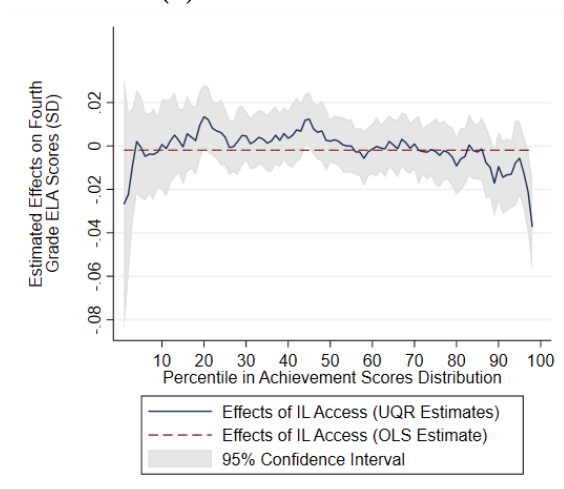 Estimated Effects on Fourth
Grade ELA Scores (SD)
.02
0
-.02
-.04
-.06
-.08
10 20 30 40 50 60 70 80 90 100
Percentile in Achievement Scores Distribution
Effects of IL Access (UQR Estimates)
Effects of IL Access (OLS Estimate)
95% Confidence Interval